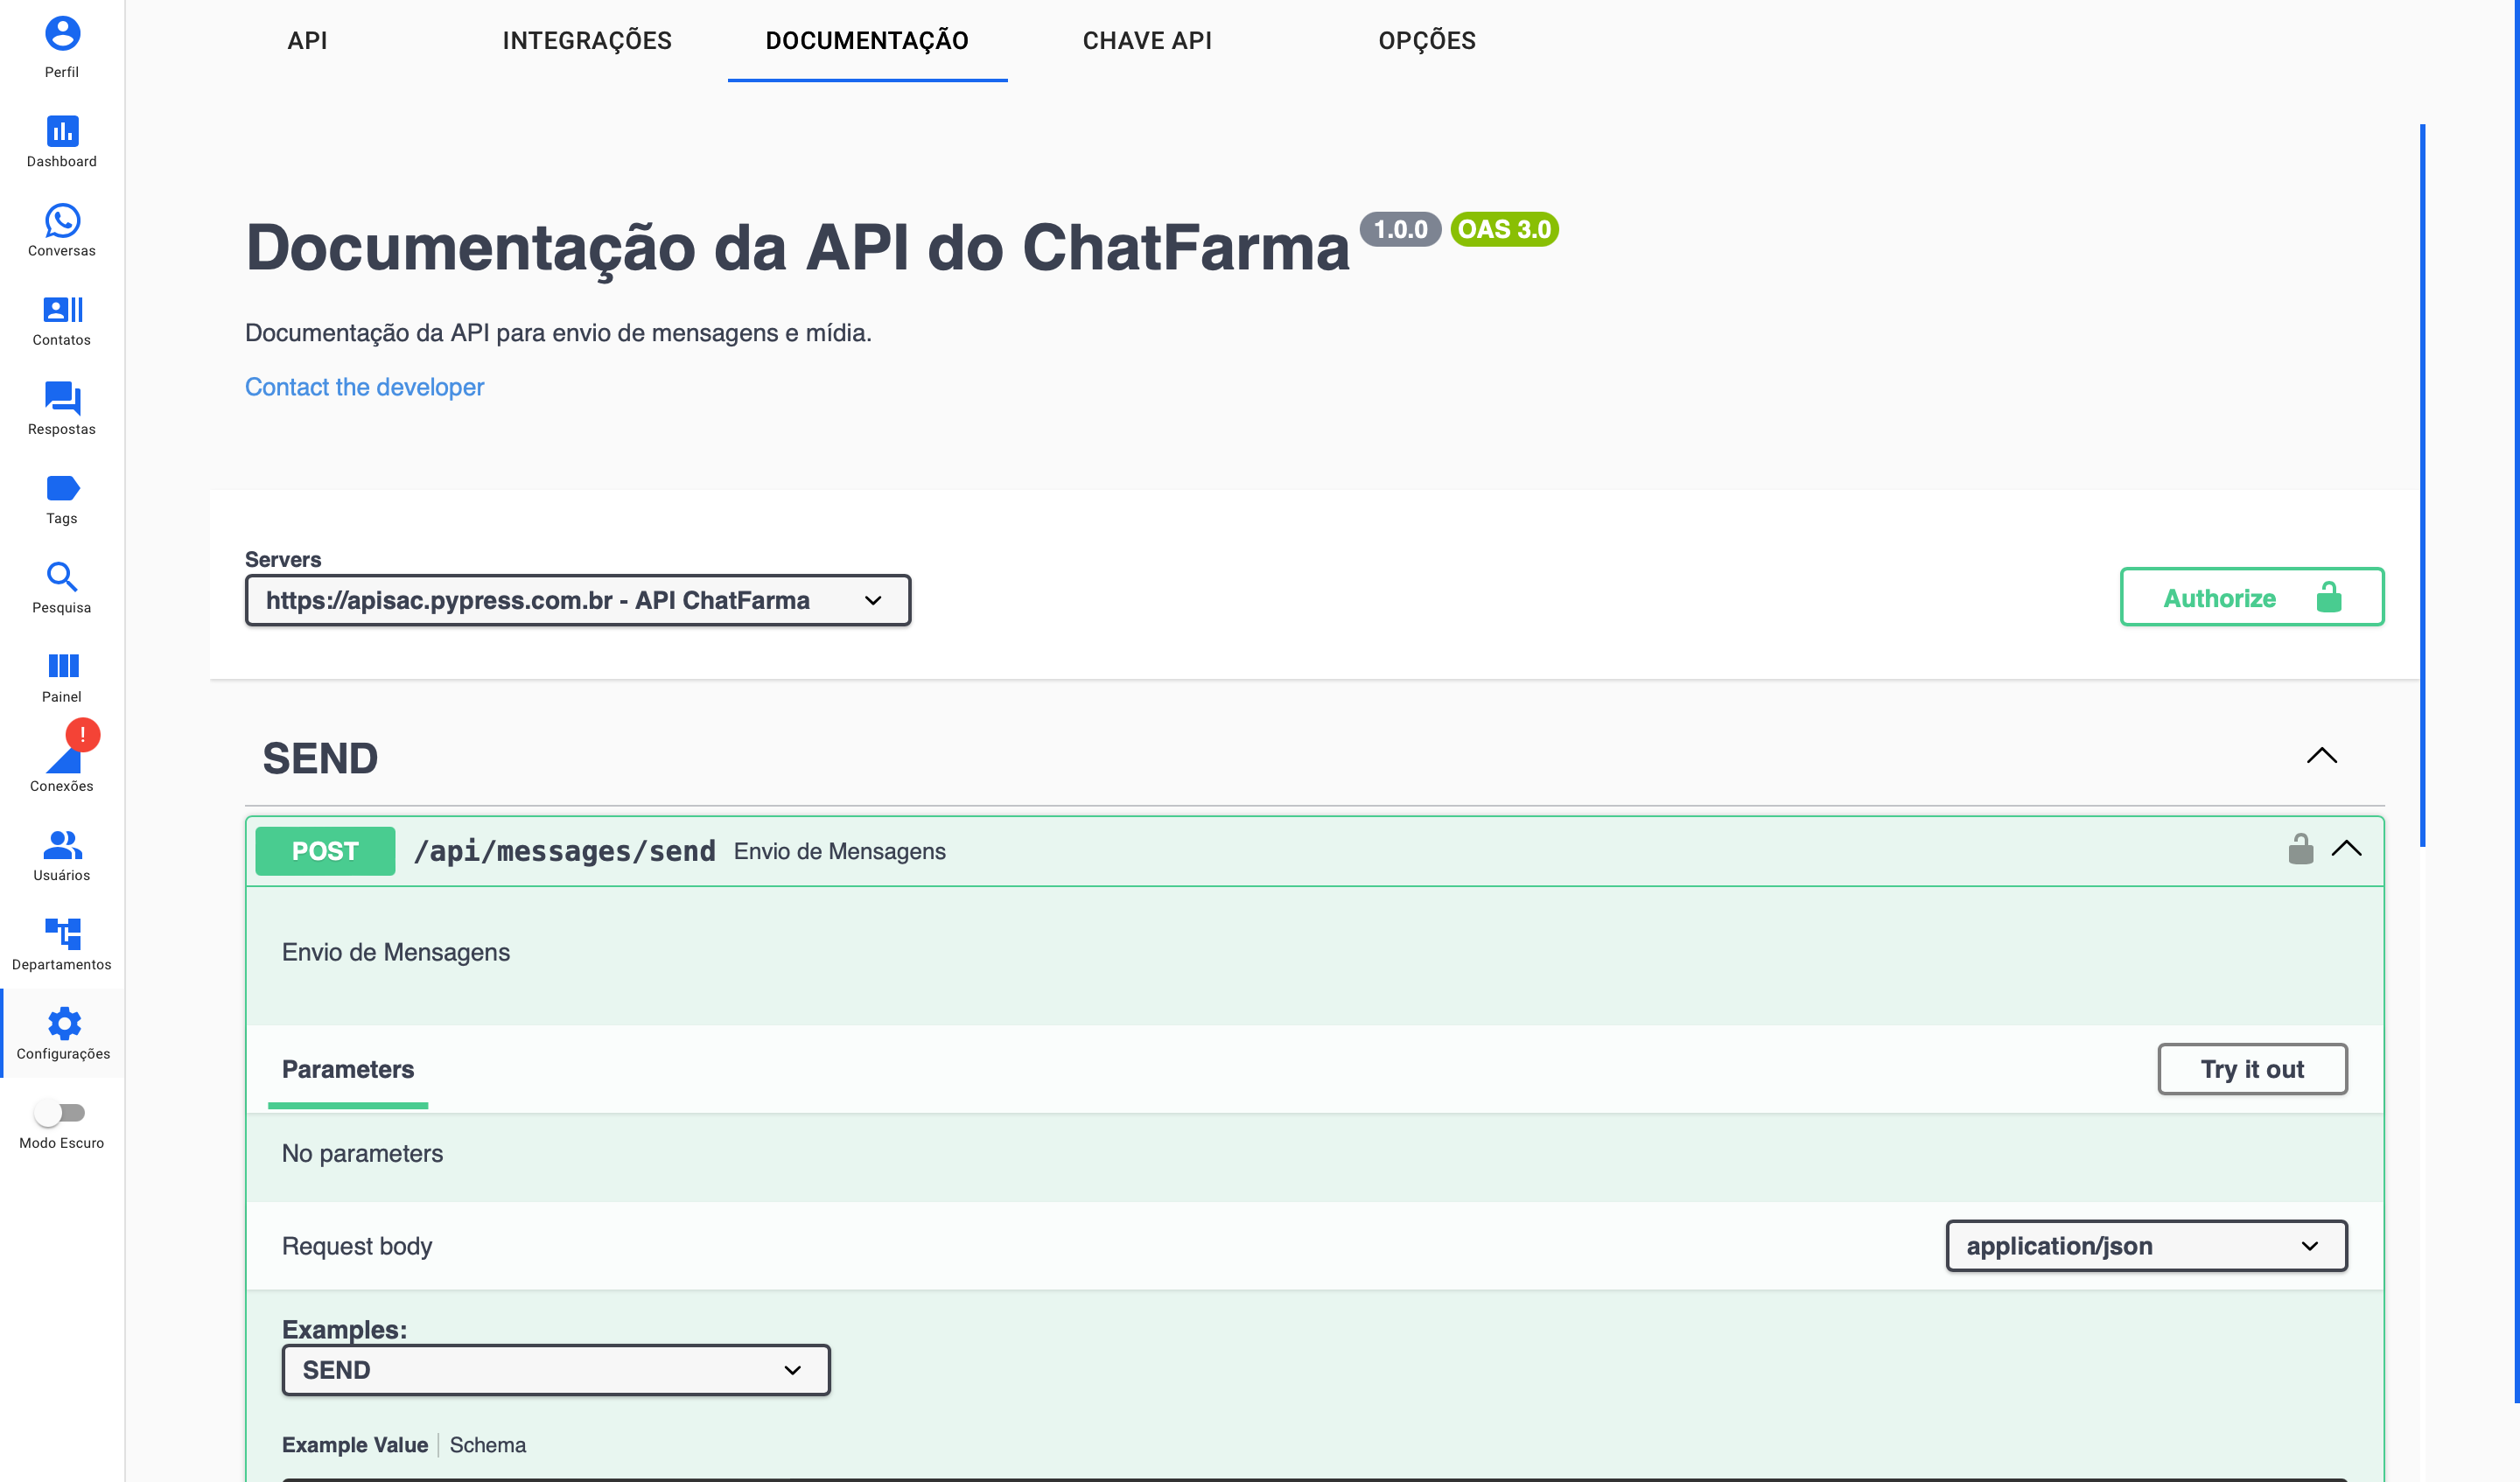 Perfil
Dashboard
Conversas
Contatos
Respostas
Tags
Pesquisa
Painel
!
Conexões
Usuários
Departamentos
Configurações
Modo Escuro
API INTEGRAÇÕES DOCUMENTAÇÃO CHAVE API OPÇÕES
Documentação da API do ChatFarma 1.0.0 OAS 3.0
Documentação da API para envio de mensagens e mídia.
Contact the developer
Servers
https://apisac.pypress.com.br - API ChatFarma
Authorize
SEND
POST /api/messages/send Envio de Mensagens
Envio de Mensagens
Parameters
Try it out
No parameters
Request body
application/json
Examples:
SEND
Example Value Schema